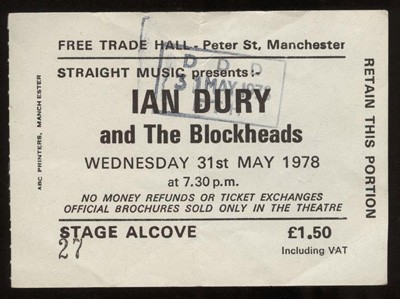 FREE TRADE HALL - Peter St, Manchester
STRAIGHT MUSIC presents:-
D D D
31 MAY 197
IAN DURY
and The Blockheads
WEDNESDAY 31st MAY 1978
at 7.30 p.m.
NO MONEY REFUNDS OR TICKET EXCHANGES
OFFICIAL BROCHURES SOLD ONLY IN THE THEATRE
STAGE ALCOVE £1.50
27
Including VAT
RETAIN THIS PORTION
ABC PRINTERS, MANCHESTER